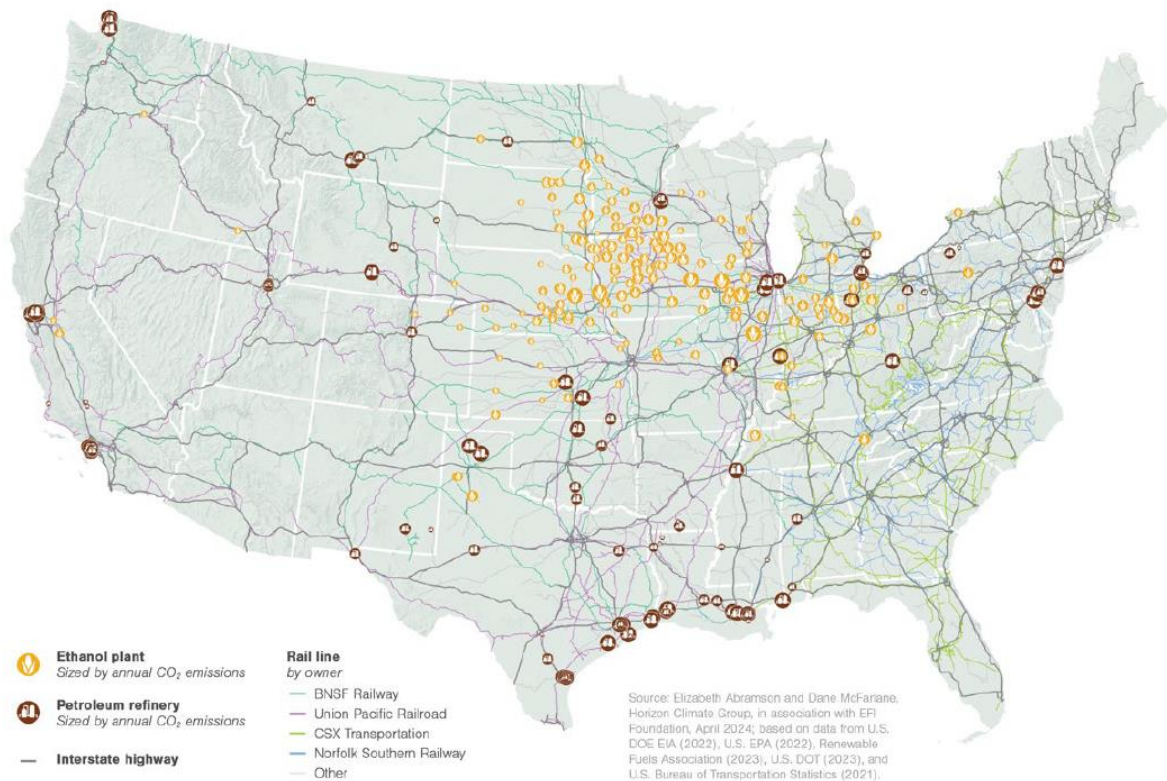 Ethanol plant
Sized by annual CO₂ emissions
Petroleum refinery
Sized by annual CO₂ emissions
Interstate highway
Rail line
by owner
BNSF Railway
Union Pacific Railroad
CSX Transportation
Norfolk Southern Railway
Other
Source: Elizabeth Abramson and Dane McFarlane,
Horizon Climate Group, in association with EFI
Foundation, April 2024; based on data from U.S.
DOE EIA (2022), U.S. EPA (2022), Renewable
Fuels Association (2023), U.S. DOT (2023), and
U.S. Bureau of Transportation Statistics (2021).